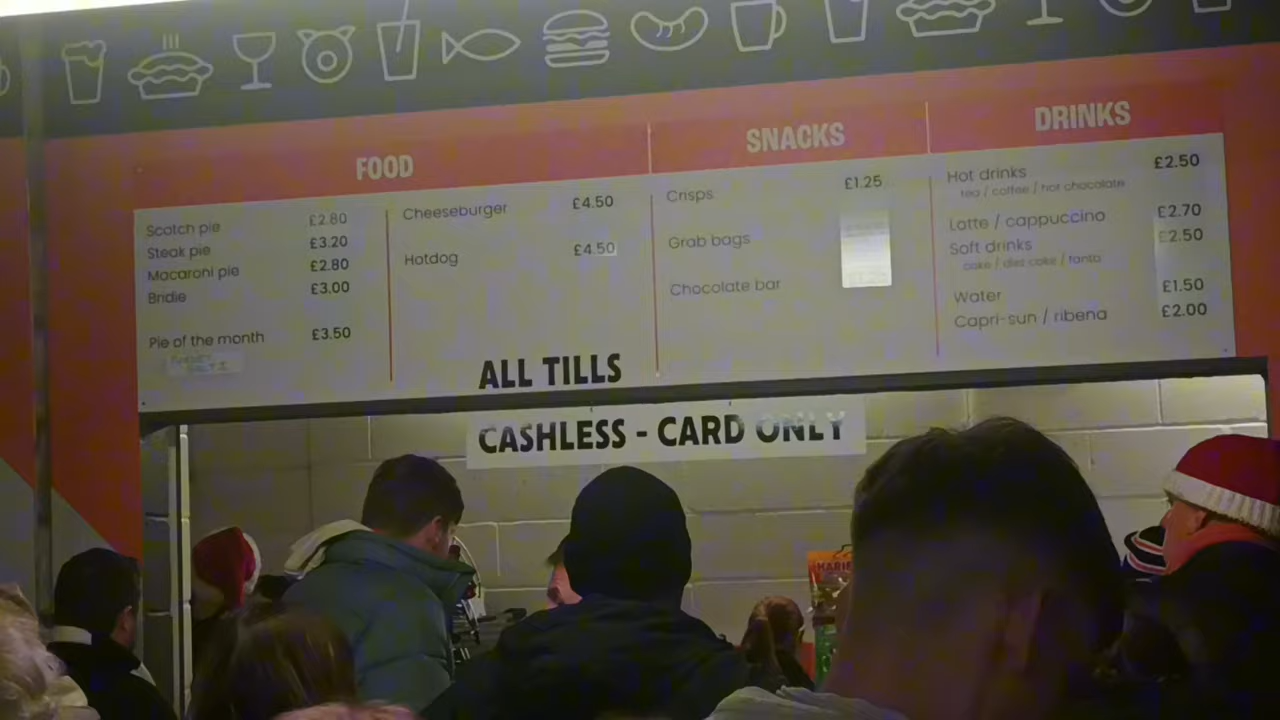 FOOD
Scotch pie £2.80
Steak pie £3.20
Macaroni pie £2.80
Bridie £3.00
Pie of the month £3.50
Cheeseburger £4.50
Hotdog £4.50
SNACKS
Crisps £1.25
Grab bags
Chocolate bar
DRINKS
Hot drinks £2.50
tea / coffee / hot chocolate
Latte / cappuccino £2.70
Soft drinks £2.50
coke / diet coke / fanta
Water £1.50
Capri-sun / ribena £2.00
ALL TILLS
CASHLESS - CARD ONLY